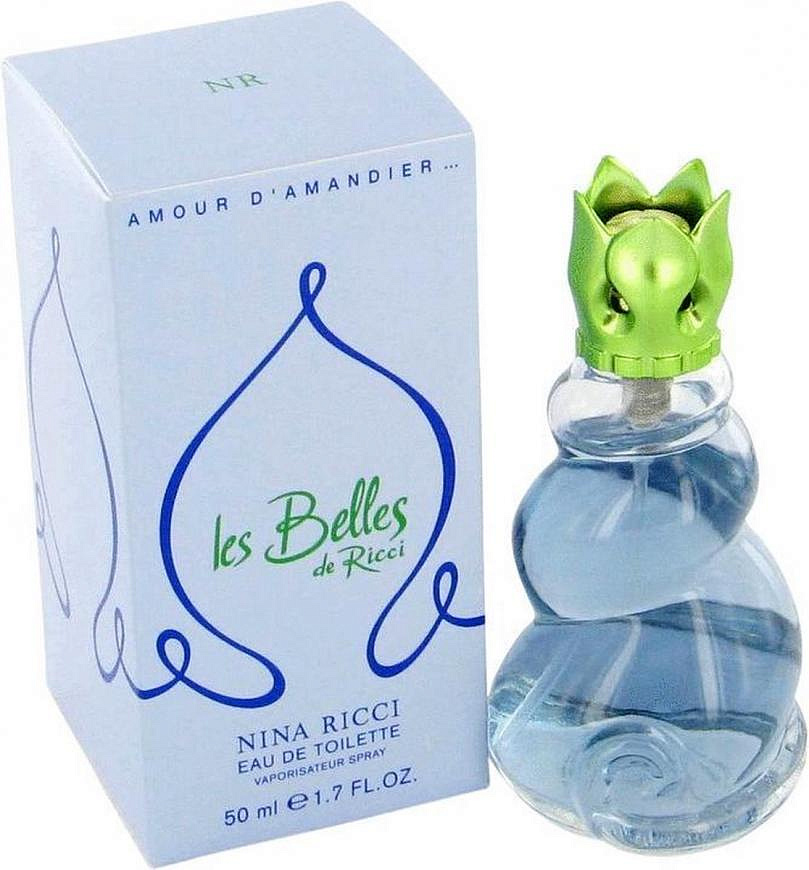 NR
AMOUR D'AMANDIER...
les Belles
de Ricci
NINA RICCI
EAU DE TOILETTE
VAPORISATEUR SPRAY
50 ml ℮ 1.7 FL.OZ.